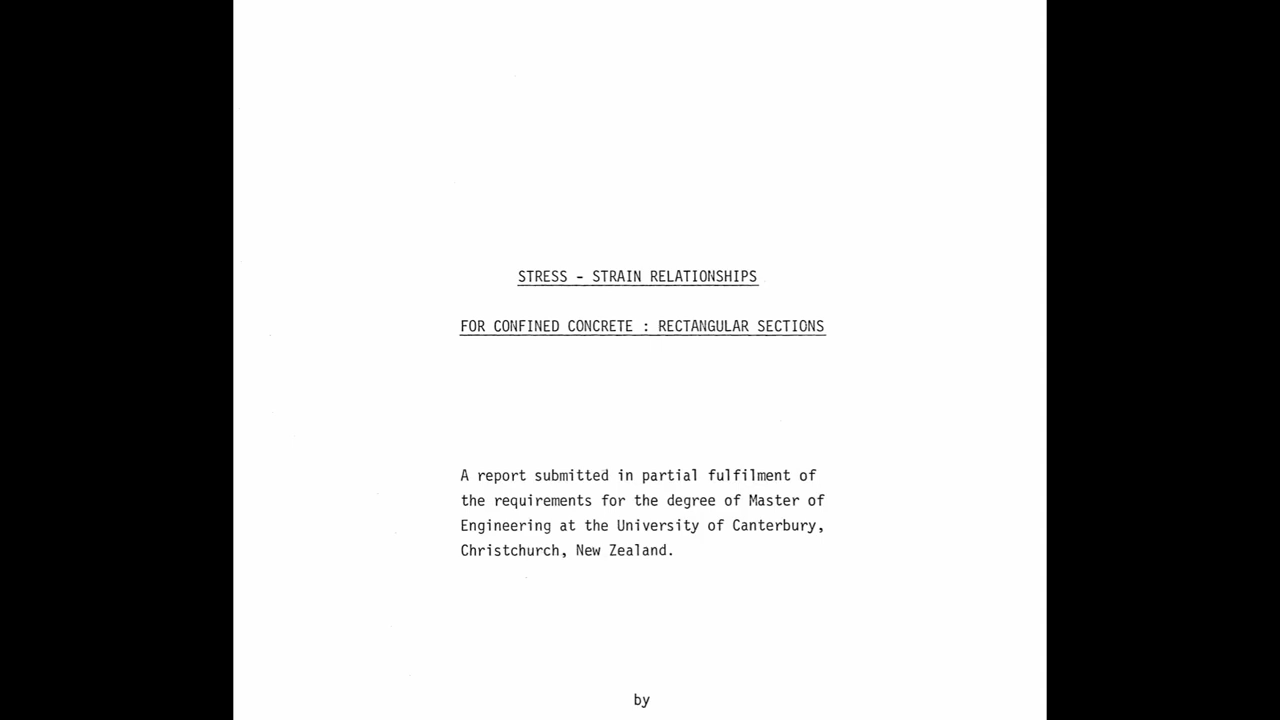 STRESS - STRAIN RELATIONSHIPS
FOR CONFINED CONCRETE : RECTANGULAR SECTIONS
A report submitted in partial fulfilment of
the requirements for the degree of Master of
Engineering at the University of Canterbury,
Christchurch, New Zealand.
by